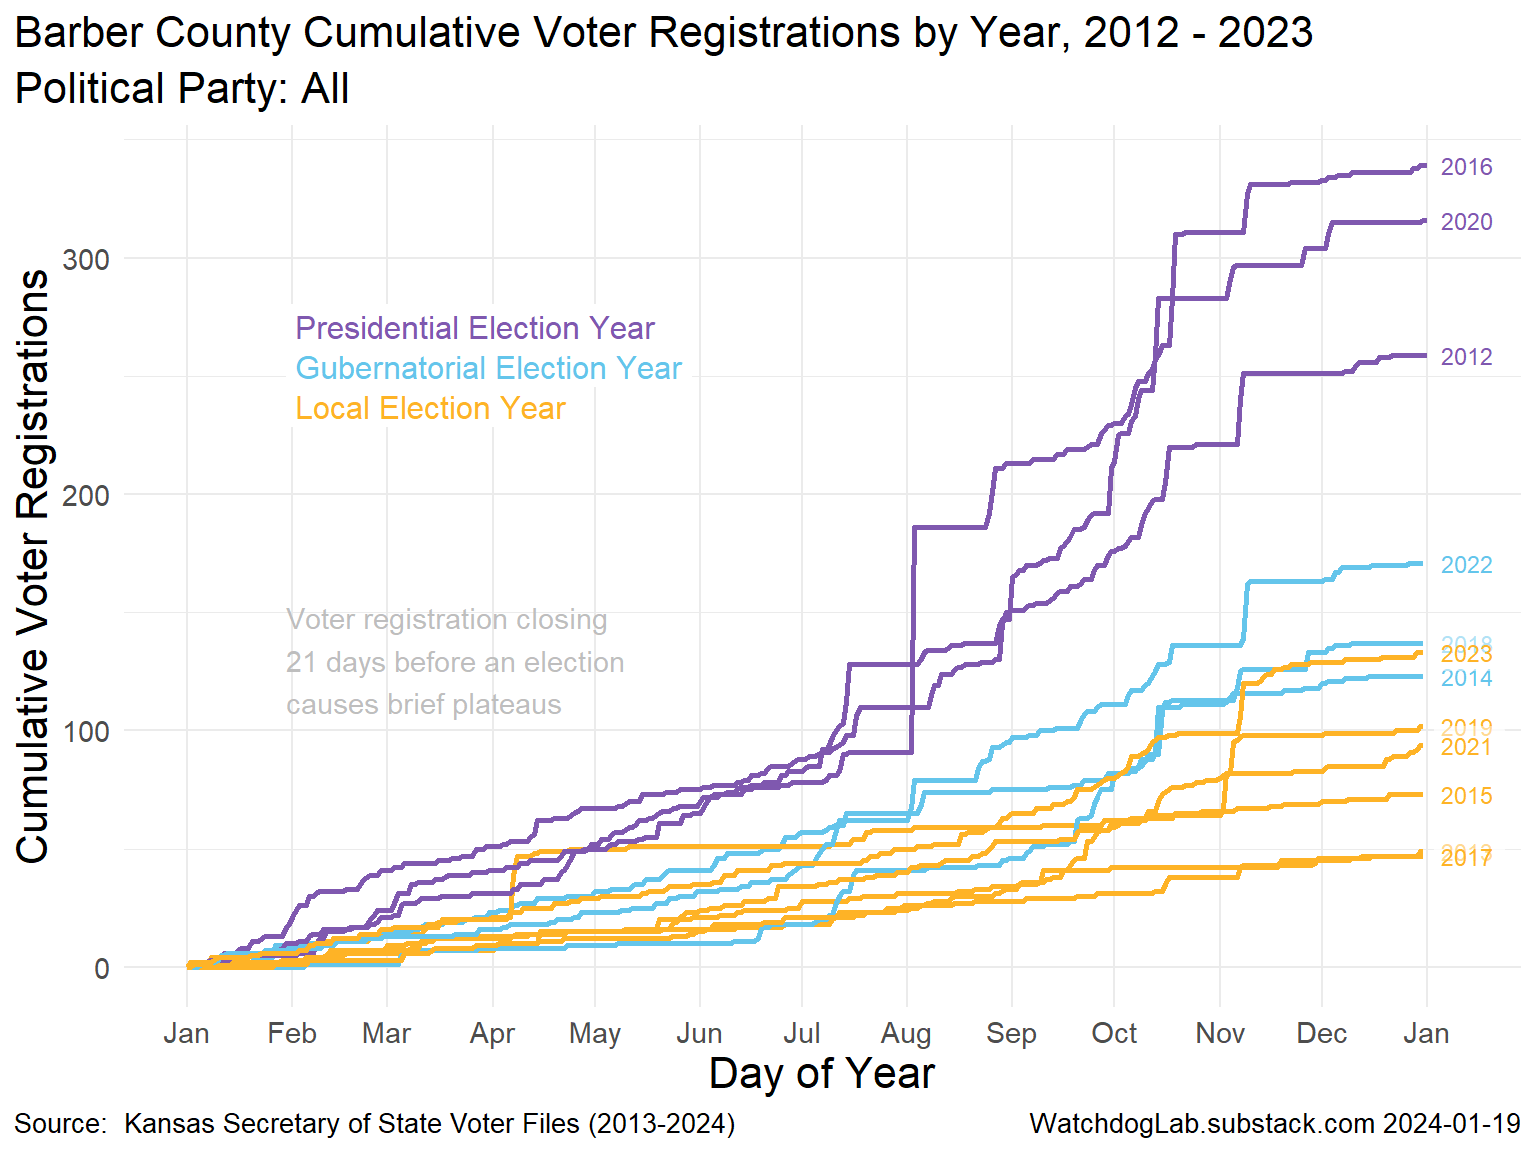 Barber County Cumulative Voter Registrations by Year, 2012 - 2023
Political Party: All
Cumulative Voter Registrations
300
200
100
0
Presidential Election Year
Gubernatorial Election Year
Local Election Year
Voter registration closing
21 days before an election
causes brief plateaus
2016
2020
2012
2022
2018
2023
2014
2019
2021
2015
2017
Jan Feb Mar Apr May Jun Jul Aug Sep Oct Nov Dec Jan
Day of Year
Source: Kansas Secretary of State Voter Files (2013-2024)
WatchdogLab.substack.com 2024-01-19